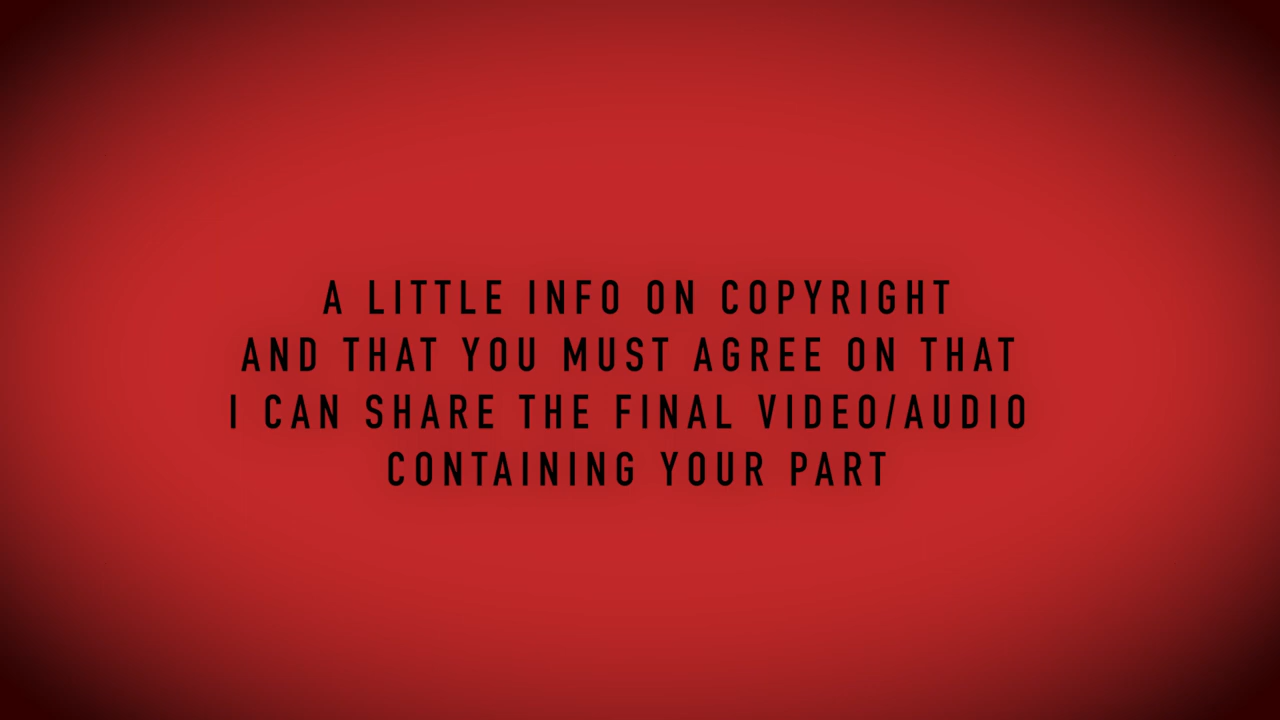 A LITTLE INFO ON COPYRIGHT
AND THAT YOU MUST AGREE ON THAT
I CAN SHARE THE FINAL VIDEO/AUDIO
CONTAINING YOUR PART